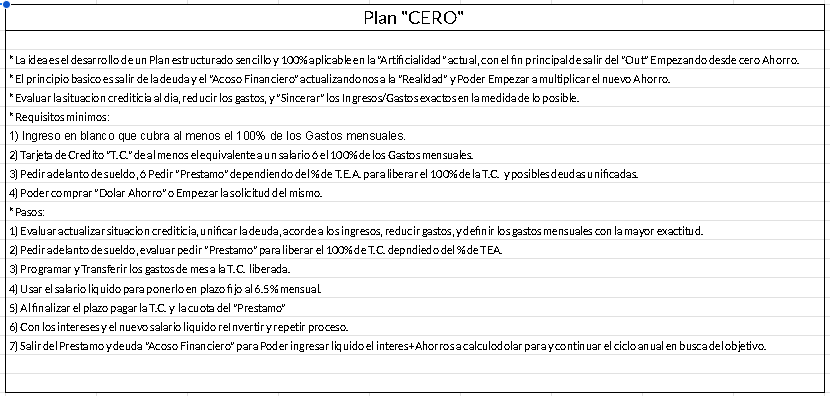 Plan "CERO"
* La idea es el desarrollo de un Plan estructurado sencillo y 100% aplicable en la "Artificialidad" actual, con el fin principal de salir del "Out" Empezando desde cero Ahorro.
* El principio basico es salir de la deuda y el "Acoso Financiero" actualizandonos a la "Realidad" y Poder Empezar a multiplicar el nuevo Ahorro.
* Evaluar la situacion crediticia al dia, reducir los gastos, y "Sincerar" los Ingresos/Gastos exactos en la medida de lo posible.
* Requisitos minimos:
1) Ingreso en blanco que cubra al menos el 100% de los Gastos mensuales.
2) Tarjeta de Credito "T.C." de al menos el equivalente a un salario ó el 100% de los Gastos mensuales.
3) Pedir adelanto de sueldo, ó Pedir "Prestamo" dependiendo del % de T.E.A. para liberar el 100% de la T.C. y posibles deudas unificadas.
4) Poder comprar "Dolar Ahorro" o Empezar la solicitud del mismo.
* Pasos:
1) Evaluar actualizar situacion crediticia, unificar la deuda, acorde a los ingresos, reducir gastos, y definir los gastos mensuales con la mayor exactitud.
2) Pedir adelanto de sueldo, evaluar pedir "Prestamo" para liberar el 100% de T.C. depndiedo del % de TEA.
3) Programar y Transferir los gastos de mes a la T.C. liberada.
4) Usar el salario liquido para ponerlo en plazo fijo al 6.5% mensual.
5) Al finalizar el plazo pagar la T.C. y la cuota del "Prestamo"
6) Con los intereses y el nuevo salario liquido reInvertir y repetir proceso.
7) Salir del Prestamo y deuda "Acoso Financiero" para Poder ingresar liquido el interes+Ahorros a calculo dolar para y continuar el ciclo anual en busca del objetivo.